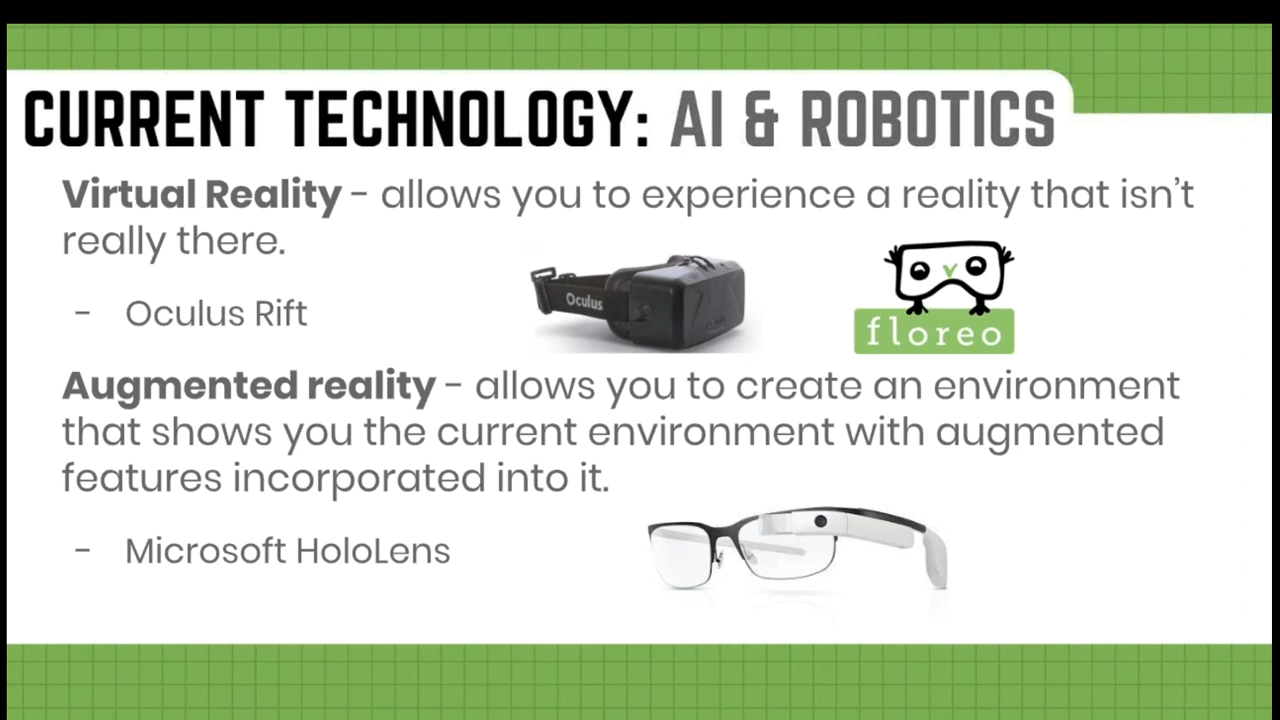 CURRENT TECHNOLOGY: AI & ROBOTICS
Virtual Reality - allows you to experience a reality that isn't
really there.
- Oculus Rift
Oculus
floreo
Augmented reality - allows you to create an environment
that shows you the current environment with augmented
features incorporated into it.
- Microsoft HoloLens